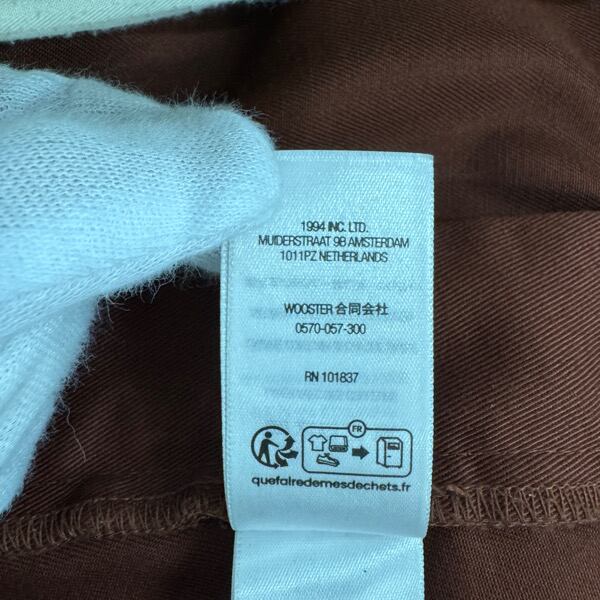 1994 INC. LTD.
MUIDERSTRAAT 9B AMSTERDAM
1011PZ NETHERLANDS
WOOSTER 合同会社
0570-057-300
RN 101837
FR
quefairedemesdechets.fr